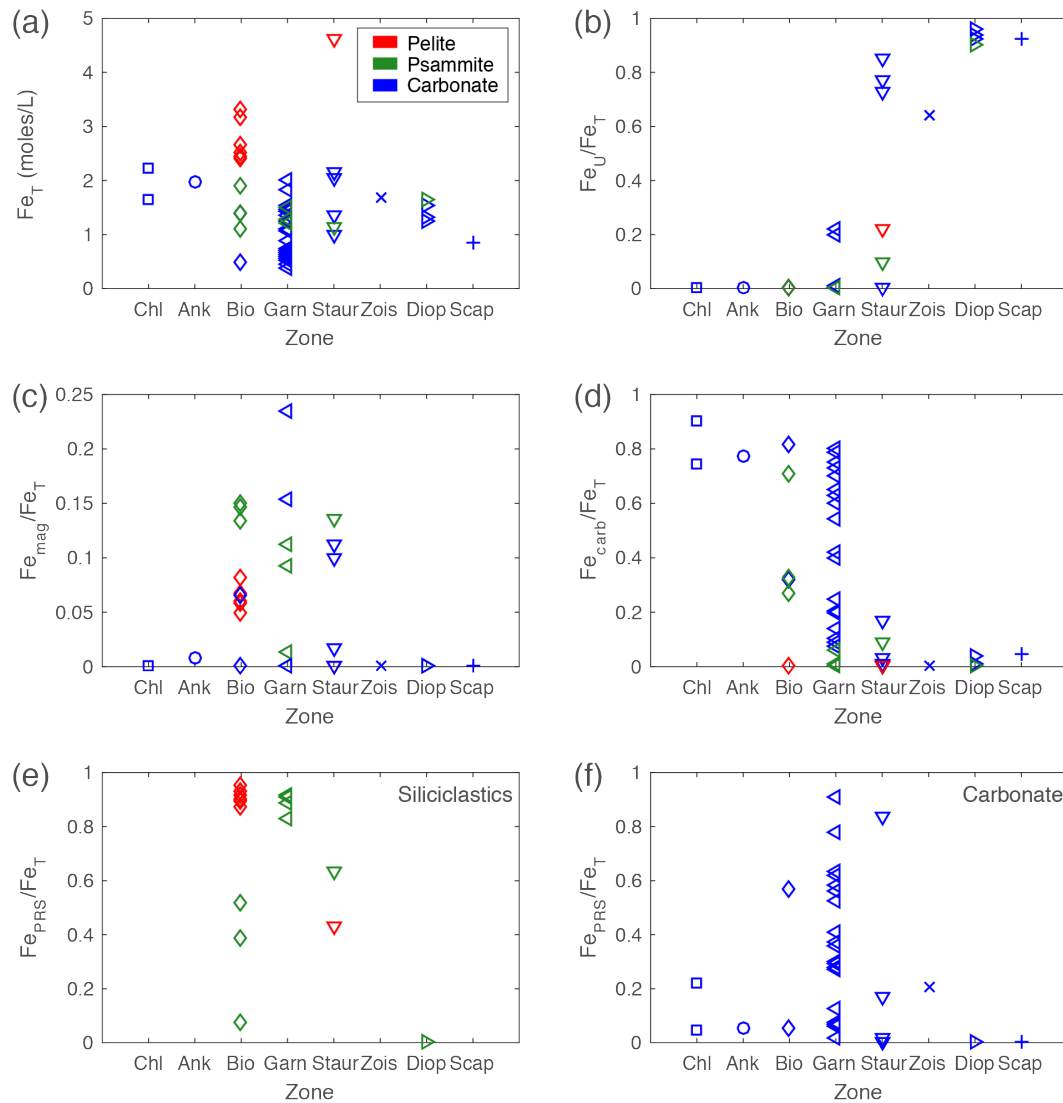 (a)
Fe_T (moles/L)
5
4
3
2
1
0
Pelite
Psammite
Carbonate
Chl Ank Bio Garn Staur Zois Diop Scap
Zone
(b)
Fe_U/Fe_T
1
0.8
0.6
0.4
0.2
0
Chl Ank Bio Garn Staur Zois Diop Scap
Zone
(c)
Fe_mag/Fe_T
0.25
0.2
0.15
0.1
0.05
0
Chl Ank Bio Garn Staur Zois Diop Scap
Zone
(d)
Fe_carb/Fe_T
1
0.8
0.6
0.4
0.2
0
Chl Ank Bio Garn Staur Zois Diop Scap
Zone
(e)
Fe_PRS/Fe_T
1
0.8
0.6
0.4
0.2
0
Siliciclastics
Chl Ank Bio Garn Staur Zois Diop Scap
Zone
(f)
Fe_PRS/Fe_T
1
0.8
0.6
0.4
0.2
0
Carbonate
Chl Ank Bio Garn Staur Zois Diop Scap
Zone